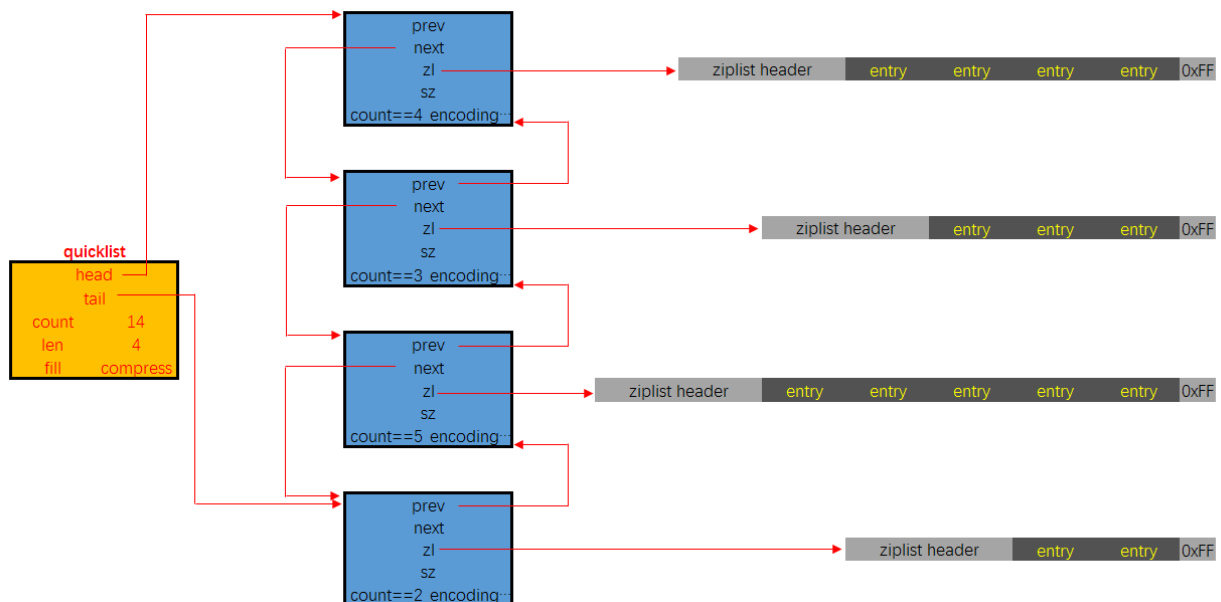 quicklist
head
tail
count 14
len 4
fill compress
prev
next
zl
sz
count==4 encoding···
ziplist header entry entry entry entry 0xFF
prev
next
zl
sz
count==3 encoding···
ziplist header entry entry entry 0xFF
prev
next
zl
sz
count==5 encoding···
ziplist header entry entry entry entry entry 0xFF
prev
next
zl
sz
count==2 encoding···
ziplist header entry entry 0xFF